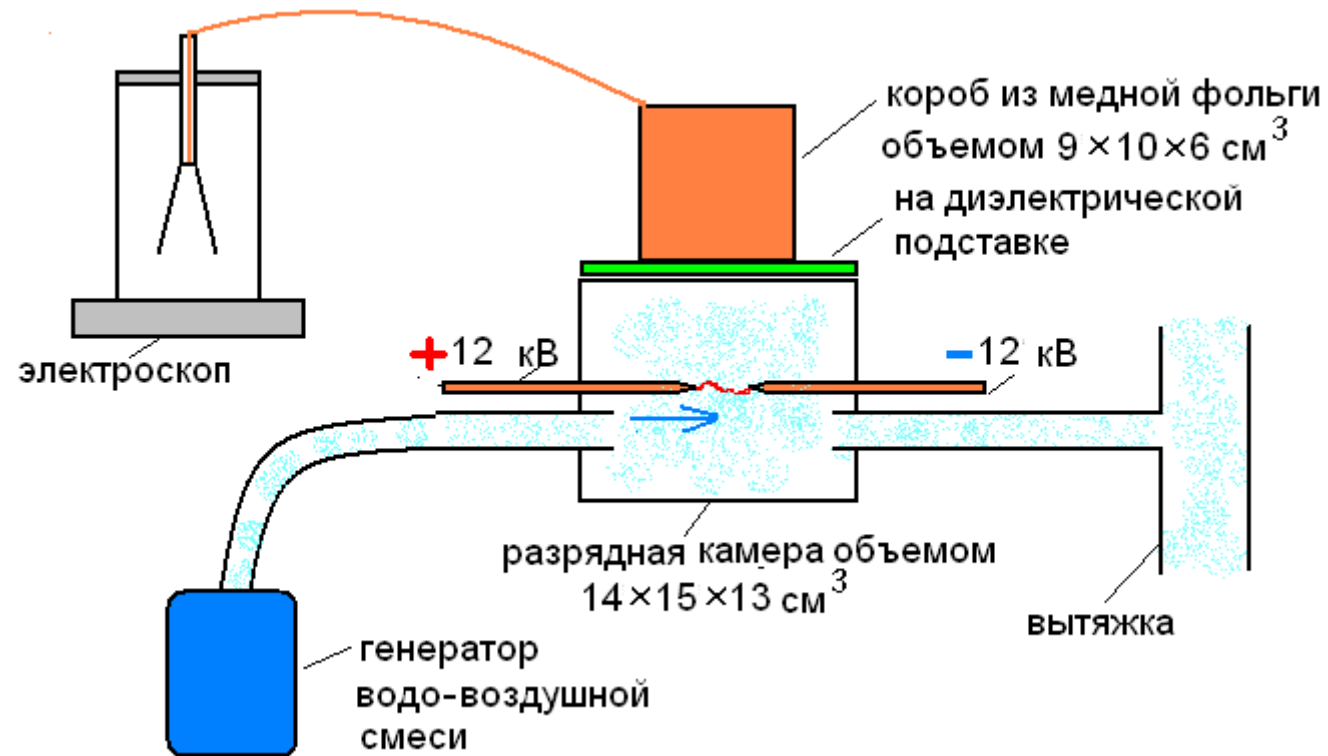 короб из медной фольги
объемом 9×10×6 см³
на диэлектрической
подставке
+12 кВ
-12 кВ
электроскоп
разрядная камера объемом
14×15×13 см³
вытяжка
генератор
водо-воздушной
смеси